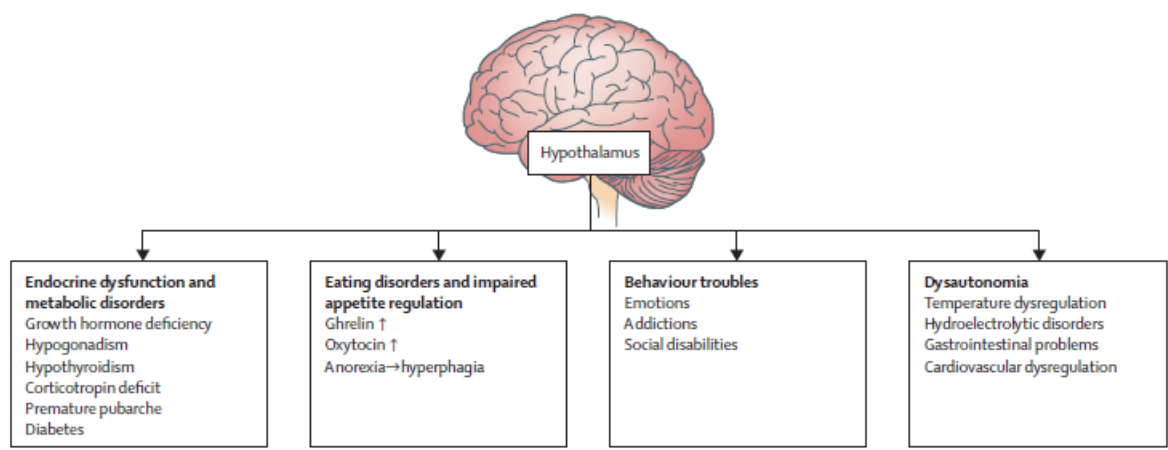 Hypothalamus
Endocrine dysfunction and
metabolic disorders
Growth hormone deficiency
Hypogonadism
Hypothyroidism
Corticotropin deficit
Premature pubarche
Diabetes
Eating disorders and impaired
appetite regulation
Ghrelin ↑
Oxytocin ↑
Anorexia→hyperphagia
Behaviour troubles
Emotions
Addictions
Social disabilities
Dysautonomia
Temperature dysregulation
Hydroelectrolytic disorders
Gastrointestinal problems
Cardiovascular dysregulation